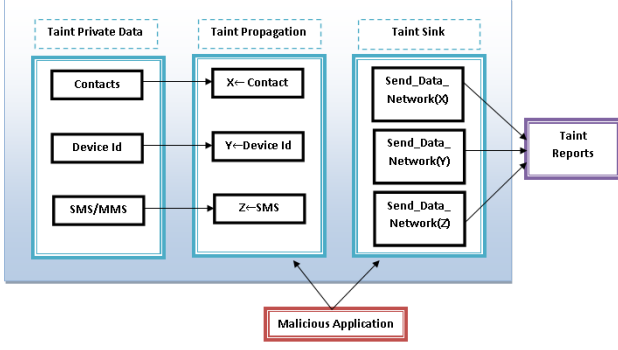 Taint Private Data
Taint Propagation
Taint Sink
Contacts
X← Contact
Send_Data_
Network(X)
Device Id
Y←Device Id
Send_Data_
Network(Y)
Taint
Reports
SMS/MMS
Z←SMS
Send_Data_
Network(Z)
Malicious Application